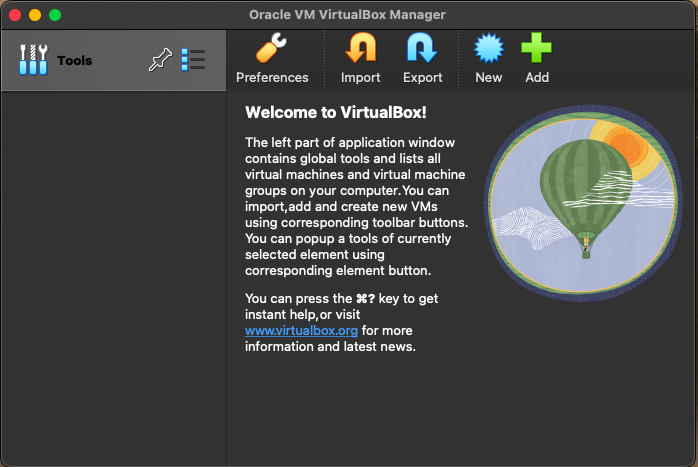 Oracle VM VirtualBox Manager
Tools
Preferences
Import
Export
New
Add
Welcome to VirtualBox!
The left part of application window
contains global tools and lists all
virtual machines and virtual machine
groups on your computer.You can
import,add and create new VMs
using corresponding toolbar buttons.
You can popup a tools of currently
selected element using
corresponding element button.
You can press the ⌘? key to get
instant help,or visit
www.virtualbox.org for more
information and latest news.